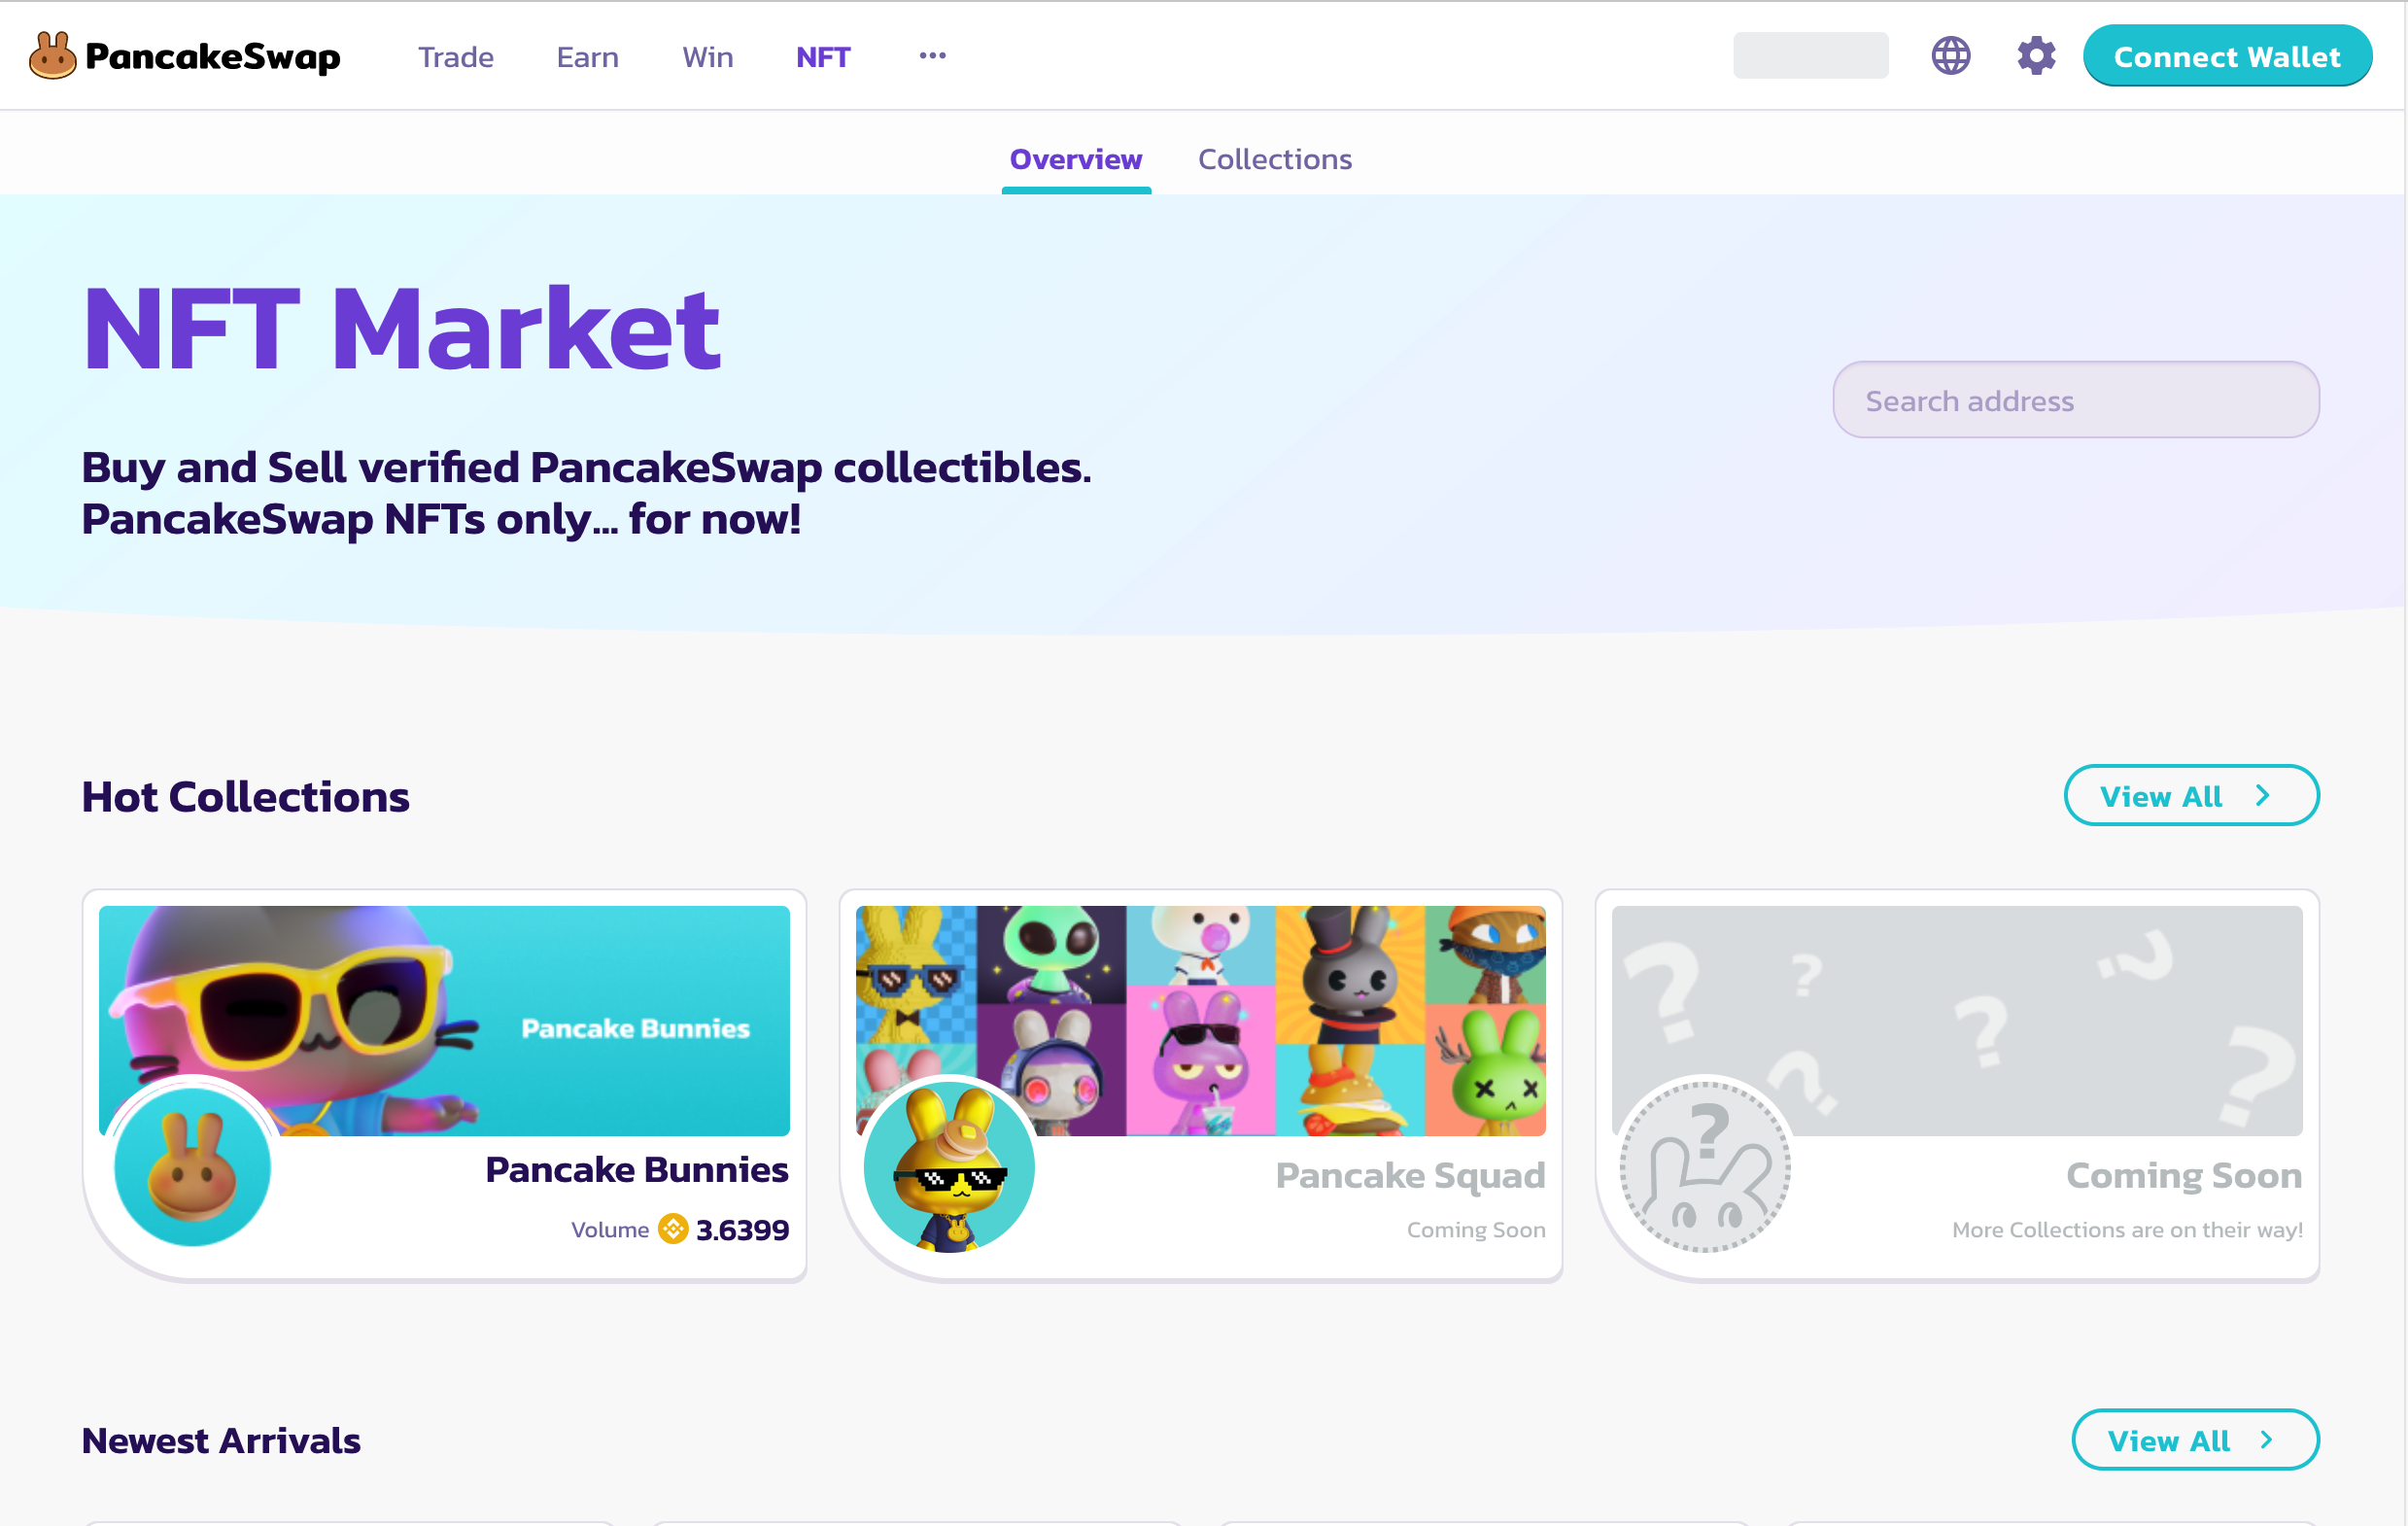 PancakeSwap
Trade
Earn
Win
NFT
Connect Wallet
Overview
Collections
NFT Market
Search address
Buy and Sell verified PancakeSwap collectibles.
PancakeSwap NFTs only... for now!
Hot Collections
View All
Pancake Bunnies
Pancake Bunnies
Volume 3.6399
Pancake Squad
Coming Soon
? ? ? ? ? ?
?
Coming Soon
More Collections are on their way!
Newest Arrivals
View All